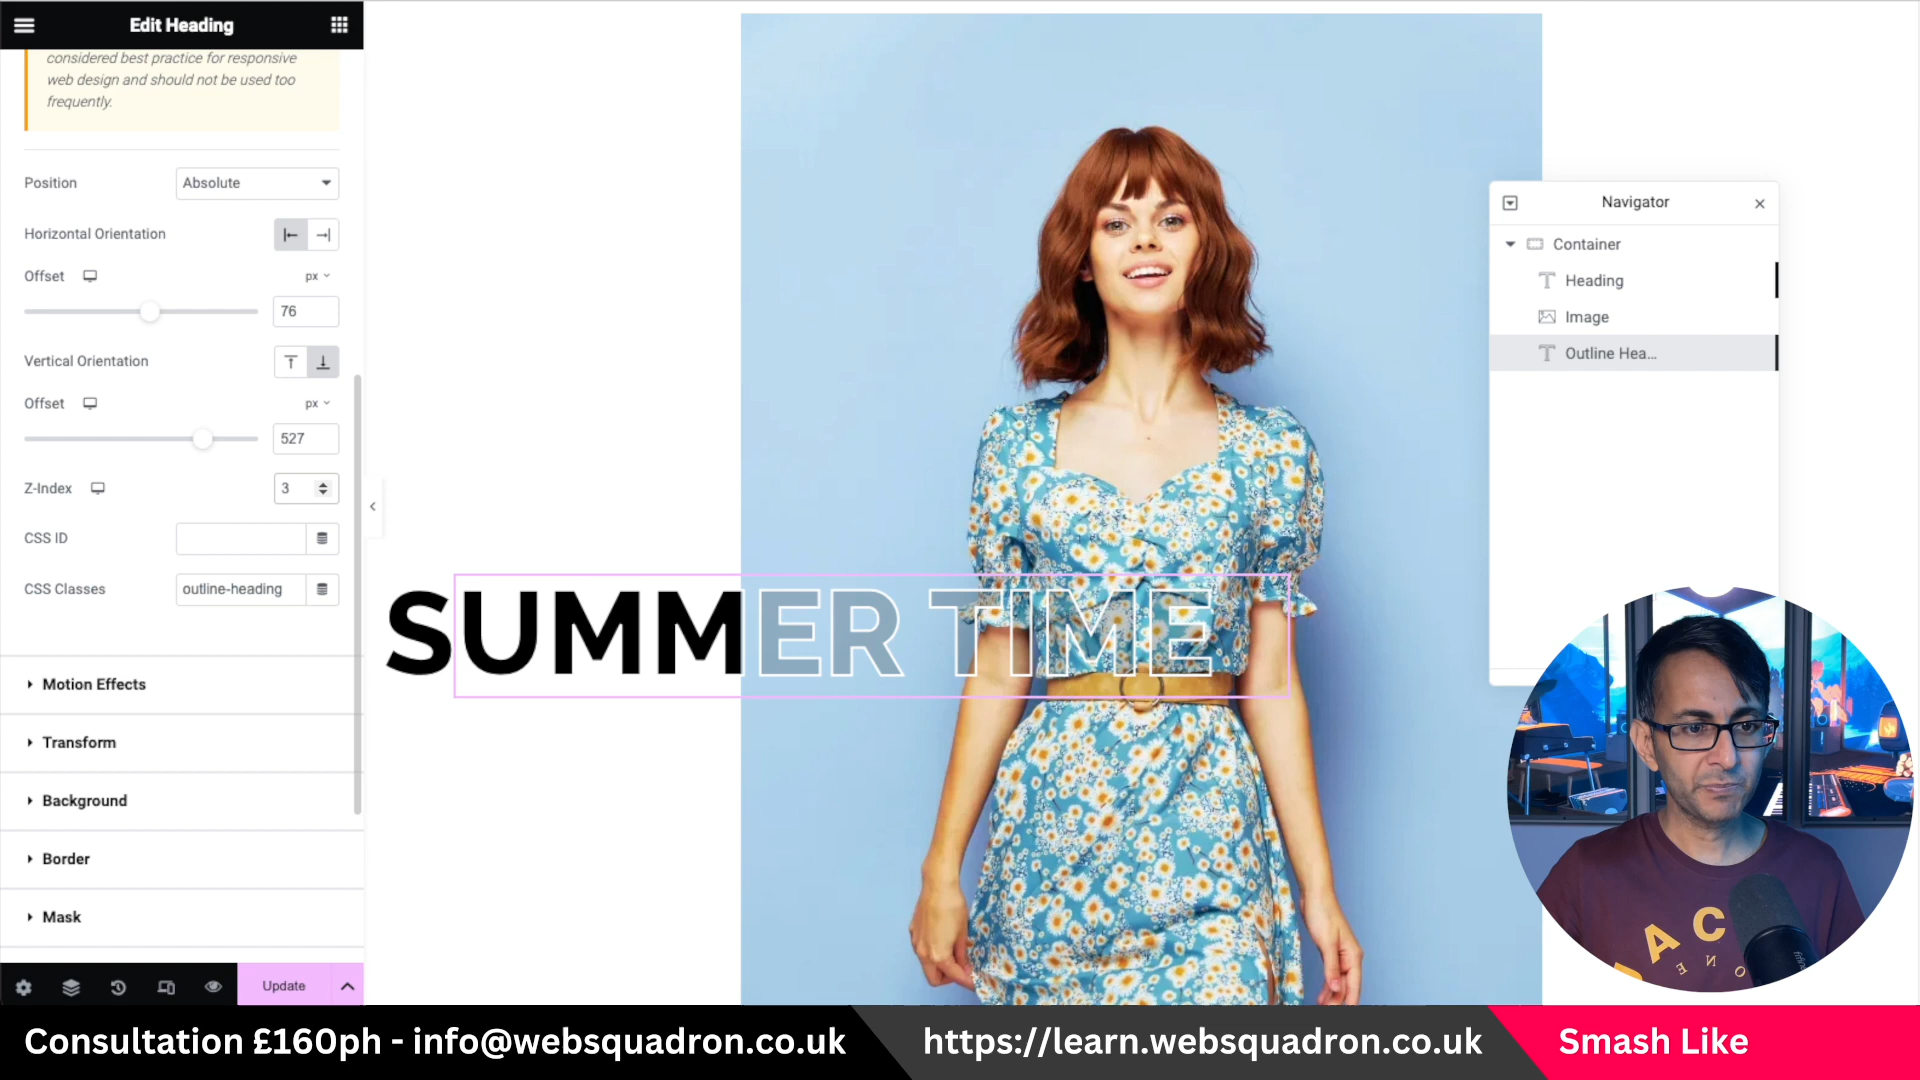 Edit Heading
considered best practice for responsive
web design and should not be used too
frequently.
Position
Absolute
Horizontal Orientation
Offset
px
76
Vertical Orientation
Offset
px
527
Z-Index
3
CSS ID
CSS Classes
outline-heading
Motion Effects
Transform
Background
Border
Mask
Update
SUMMER TIME
Navigator
Container
Heading
Image
Outline Hea...
A C
E N O
Consultation £160ph - info@websquadron.co.uk
https://learn.websquadron.co.uk
Smash Like